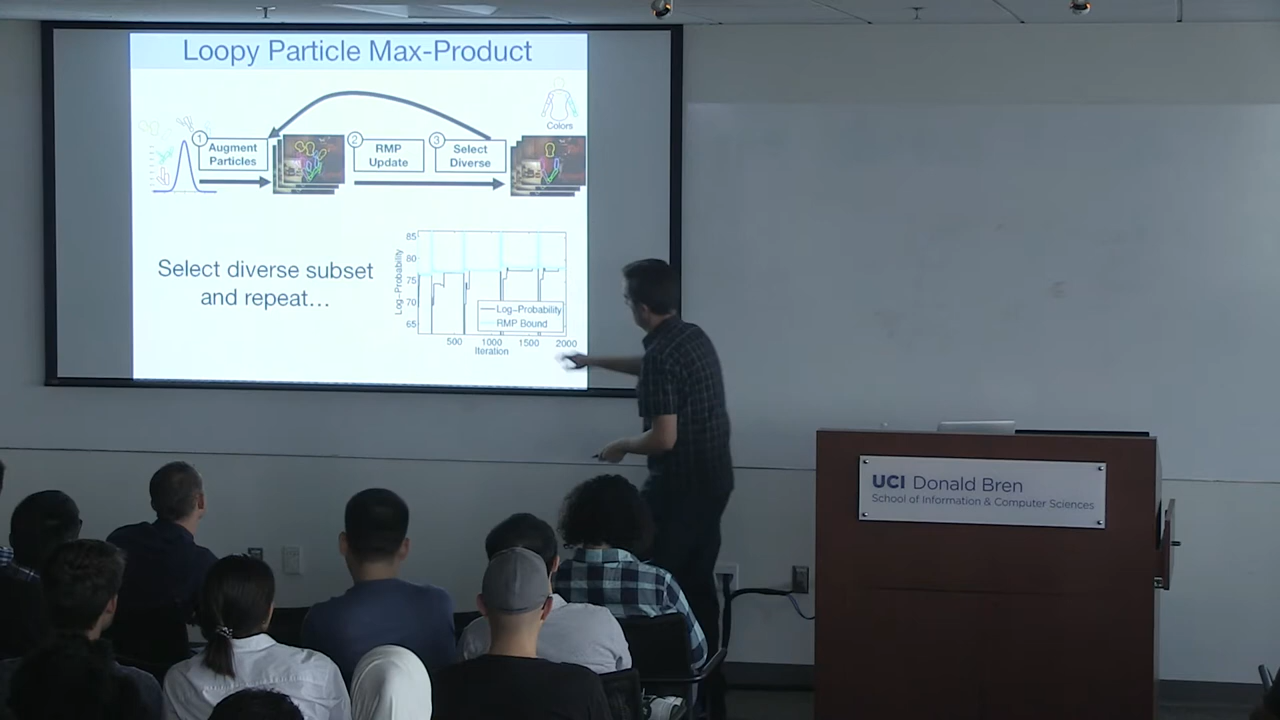 Loopy Particle Max-Product
Colors
1 Augment
Particles
2 RMP
Update
3 Select
Diverse
Select diverse subset
and repeat...
Log-Probability
85
80
75
70
65
Log-Probability
RMP Bound
500 1000 1500 2000
Iteration
UCI Donald Bren
School of Information & Computer Sciences